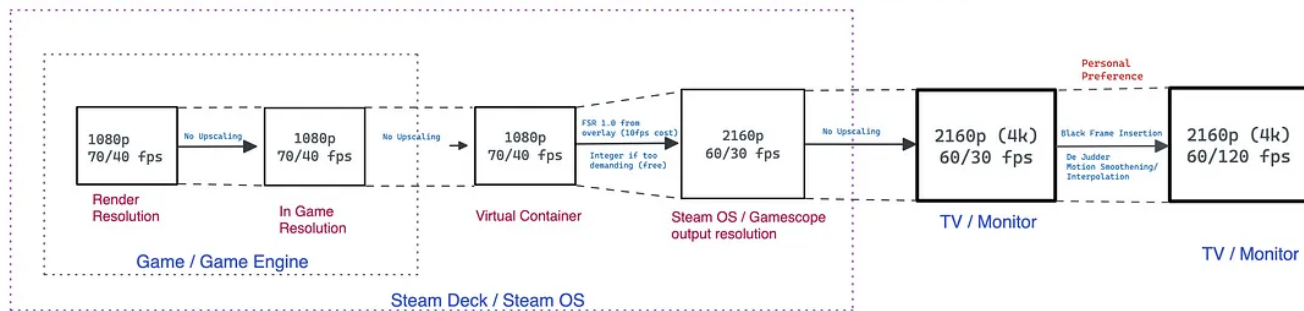 Personal
Preference
1080p
70/40 fps
No Upscaling
1080p
70/40 fps
No Upscaling
1080p
70/40 fps
FSR 1.0 from
overlay (10fps cost)
Integer if too
demanding (free)
2160p
60/30 fps
No Upscaling
2160p (4k)
60/30 fps
Black Frame Insertion
De Judder
Motion Smoothening/
Interpolation
2160p (4k)
60/120 fps
Render
Resolution
In Game
Resolution
Virtual Container
Steam OS / Gamescope
output resolution
TV / Monitor
TV / Monitor
Game / Game Engine
Steam Deck / Steam OS